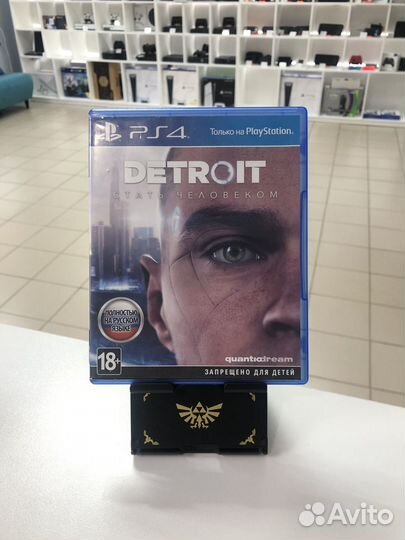 PS4
Только на PlayStation.
DETROIT
СТАТЬ ЧЕЛОВЕКОМ
ПОЛНОСТЬЮ
НА РУССКОМ
ЯЗЫКЕ
18+
quanticdream
ЗАПРЕЩЕНО ДЛЯ ДЕТЕЙ
Avito